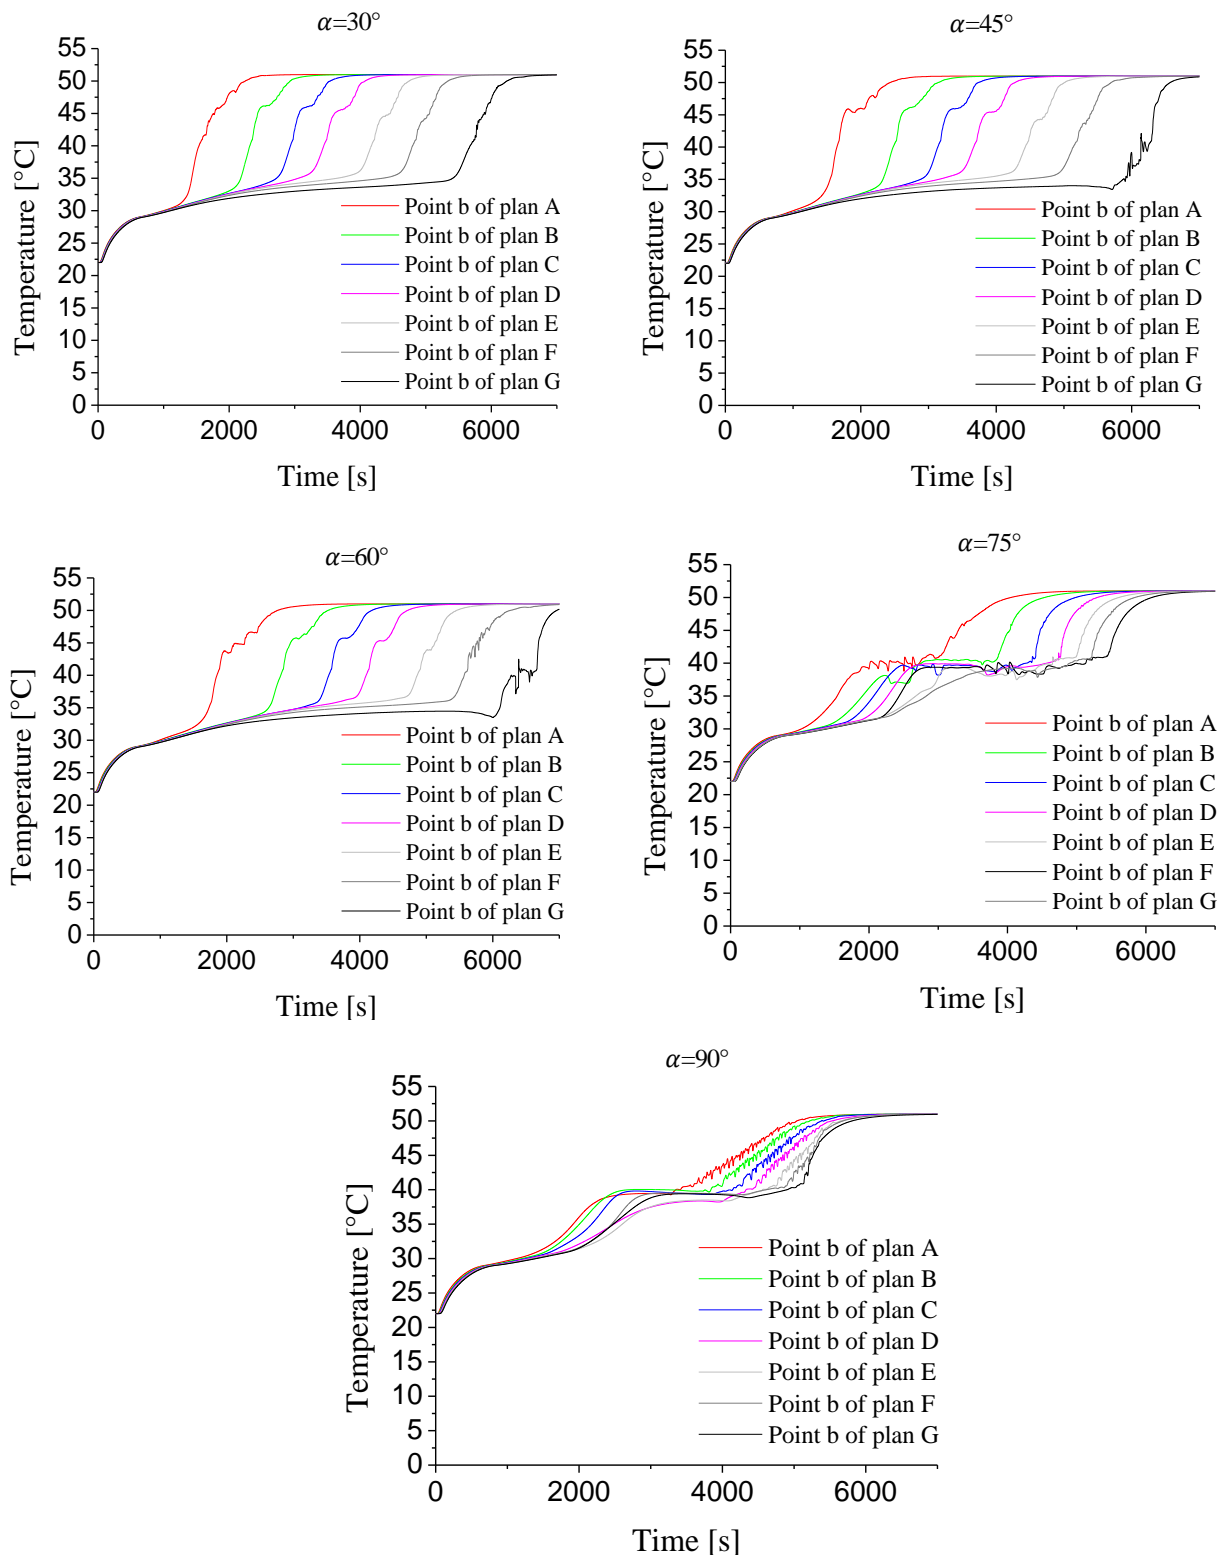 α=30°
55
50
45
40
35
30
25
20
15
10
5
0
Temperature [°C]
Point b of plan A
Point b of plan B
Point b of plan C
Point b of plan D
Point b of plan E
Point b of plan F
Point b of plan G
0 2000 4000 6000
Time [s]
α=45°
55
50
45
40
35
30
25
20
15
10
5
0
Temperature [°C]
Point b of plan A
Point b of plan B
Point b of plan C
Point b of plan D
Point b of plan E
Point b of plan F
Point b of plan G
0 2000 4000 6000
Time [s]
α=60°
55
50
45
40
35
30
25
20
15
10
5
0
Temperature [°C]
Point b of plan A
Point b of plan B
Point b of plan C
Point b of plan D
Point b of plan E
Point b of plan F
Point b of plan G
0 2000 4000 6000
Time [s]
α=75°
55
50
45
40
35
30
25
20
15
10
5
0
Temperature [°C]
Point b of plan A
Point b of plan B
Point b of plan C
Point b of plan D
Point b of plan E
Point b of plan F
Point b of plan G
0 2000 4000 6000
Time [s]
α=90°
55
50
45
40
35
30
25
20
15
10
5
0
Temperature [°C]
Point b of plan A
Point b of plan B
Point b of plan C
Point b of plan D
Point b of plan E
Point b of plan F
Point b of plan G
0 2000 4000 6000
Time [s]